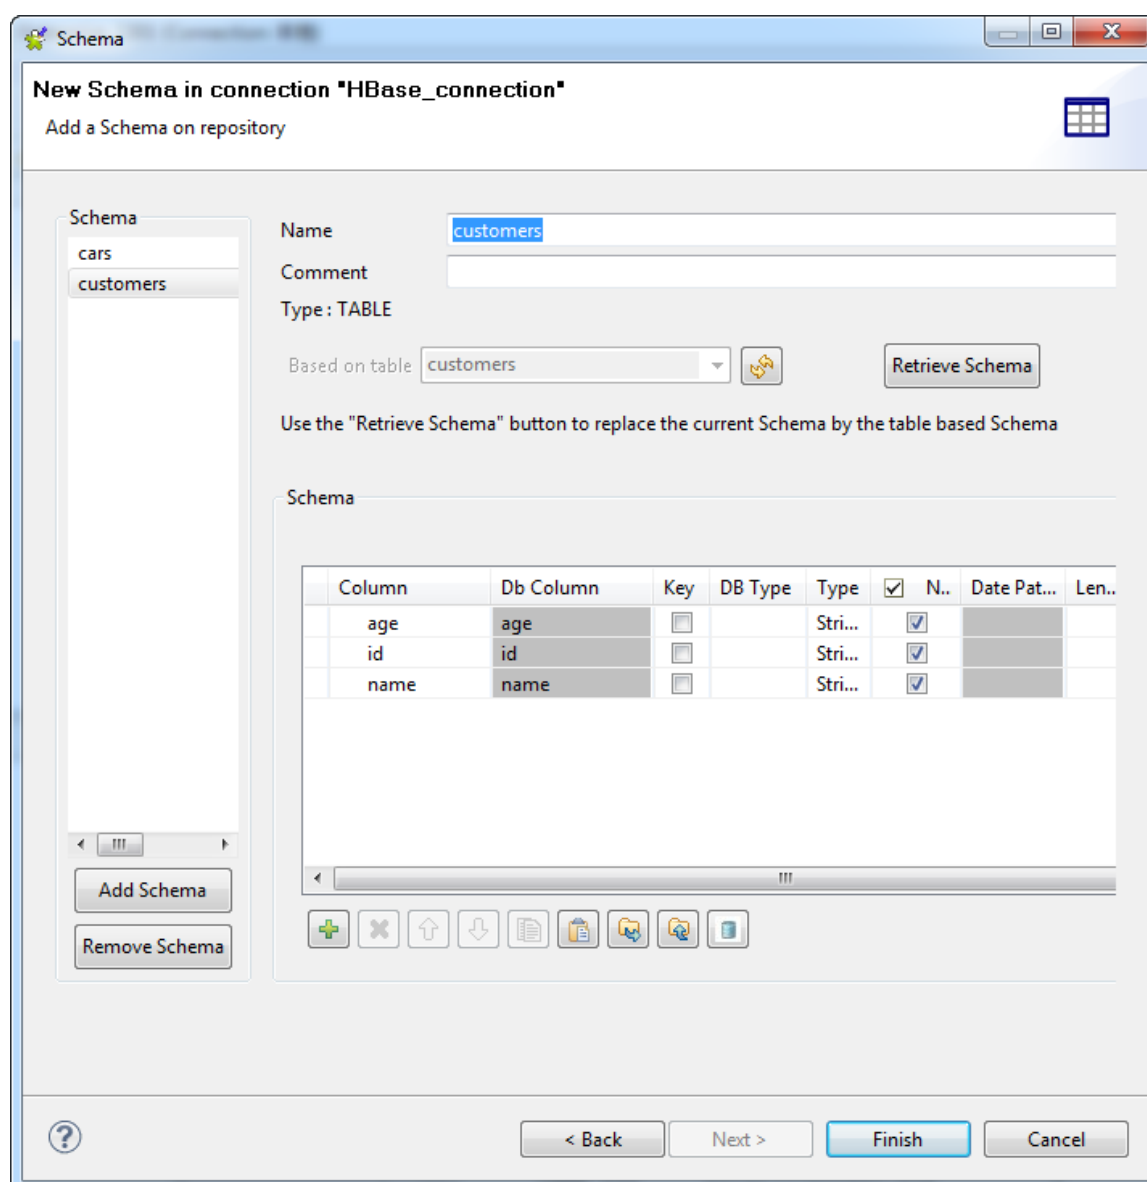 Schema
New Schema in connection "HBase_connection"
Add a Schema on repository
Schema
cars
customers
Add Schema
Remove Schema
Name customers
Comment
Type : TABLE
Based on table customers Retrieve Schema
Use the "Retrieve Schema" button to replace the current Schema by the table based Schema
Schema
Column Db Column Key DB Type Type N.. Date Pat... Len..
age age Stri...
id id Stri...
name name Stri...
< Back Next > Finish Cancel